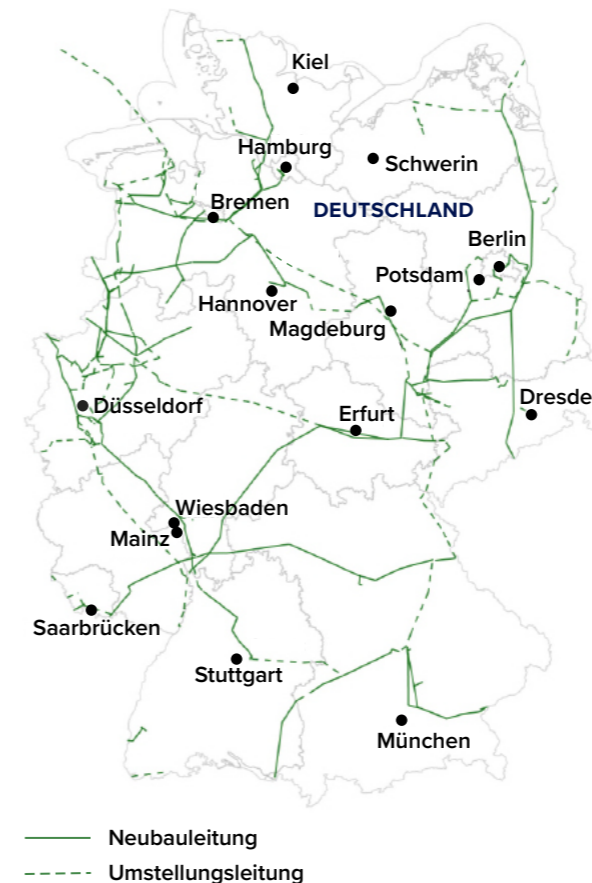 Kiel
Hamburg
Schwerin
Bremen
DEUTSCHLAND
Berlin
Potsdam
Hannover
Magdeburg
Düsseldorf
Erfurt
Dresde
Wiesbaden
Mainz
Saarbrücken
Stuttgart
München
Neubauleitung
Umstellungsleitung